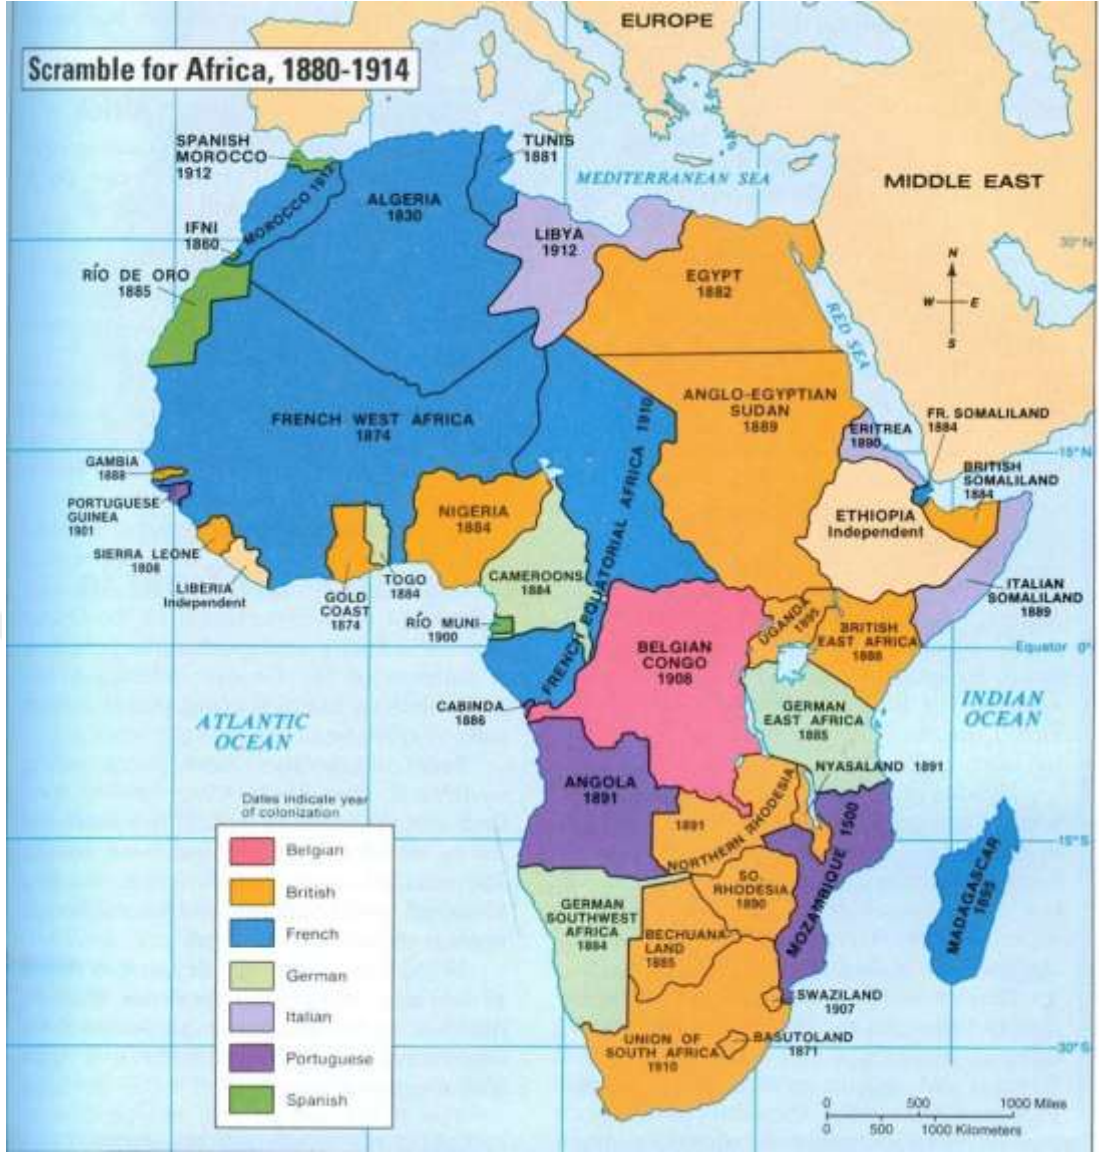 EUROPE
Scramble for Africa, 1880-1914
SPANISH
MOROCCO
1912
TUNIS
1881
MEDITERRANEAN SEA
MIDDLE EAST
MOROCCO 1912
ALGERIA
1830
IFNI
1860
LIBYA
1912
30°N
RÍO DE ORO
1885
EGYPT
1882
N
W
E
S
RED SEA
ANGLO-EGYPTIAN
SUDAN
1889
FRENCH WEST AFRICA
1874
FR. SOMALILAND
1884
ERITREA
1890
15°N
GAMBIA
1888
BRITISH
SOMALILAND
1884
PORTUGUESE
GUINEA
1901
NIGERIA
1884
ETHIOPIA
Independent
FRENCH EQUATORIAL AFRICA 1910
SIERRA LEONE
1808
CAMEROONS
1884
LIBERIA
Independent
TOGO
1884
GOLD
COAST
1874
ITALIAN
SOMALILAND
1889
RÍO MUNI
1900
UGANDA
1895
BRITISH
EAST AFRICA
1888
BELGIAN
CONGO
1908
Equator 0°
CABINDA
1886
GERMAN
EAST AFRICA
1885
INDIAN
OCEAN
ATLANTIC
OCEAN
NYASALAND 1891
ANGOLA
1891
Dates indicate year
of colonization
1891
NORTHERN RHODESIA
MOZAMBIQUE 1500
15°S
Belgian
British
French
German
Italian
Portuguese
Spanish
SO.
RHODESIA
1890
MADAGASCAR
1895
GERMAN
SOUTHWEST
AFRICA
1884
BECHUANA-
LAND
1885
SWAZILAND
1907
UNION OF
SOUTH AFRICA
1910
BASUTOLAND
1871
30°S
0 500 1000 Miles
0 500 1000 Kilometers